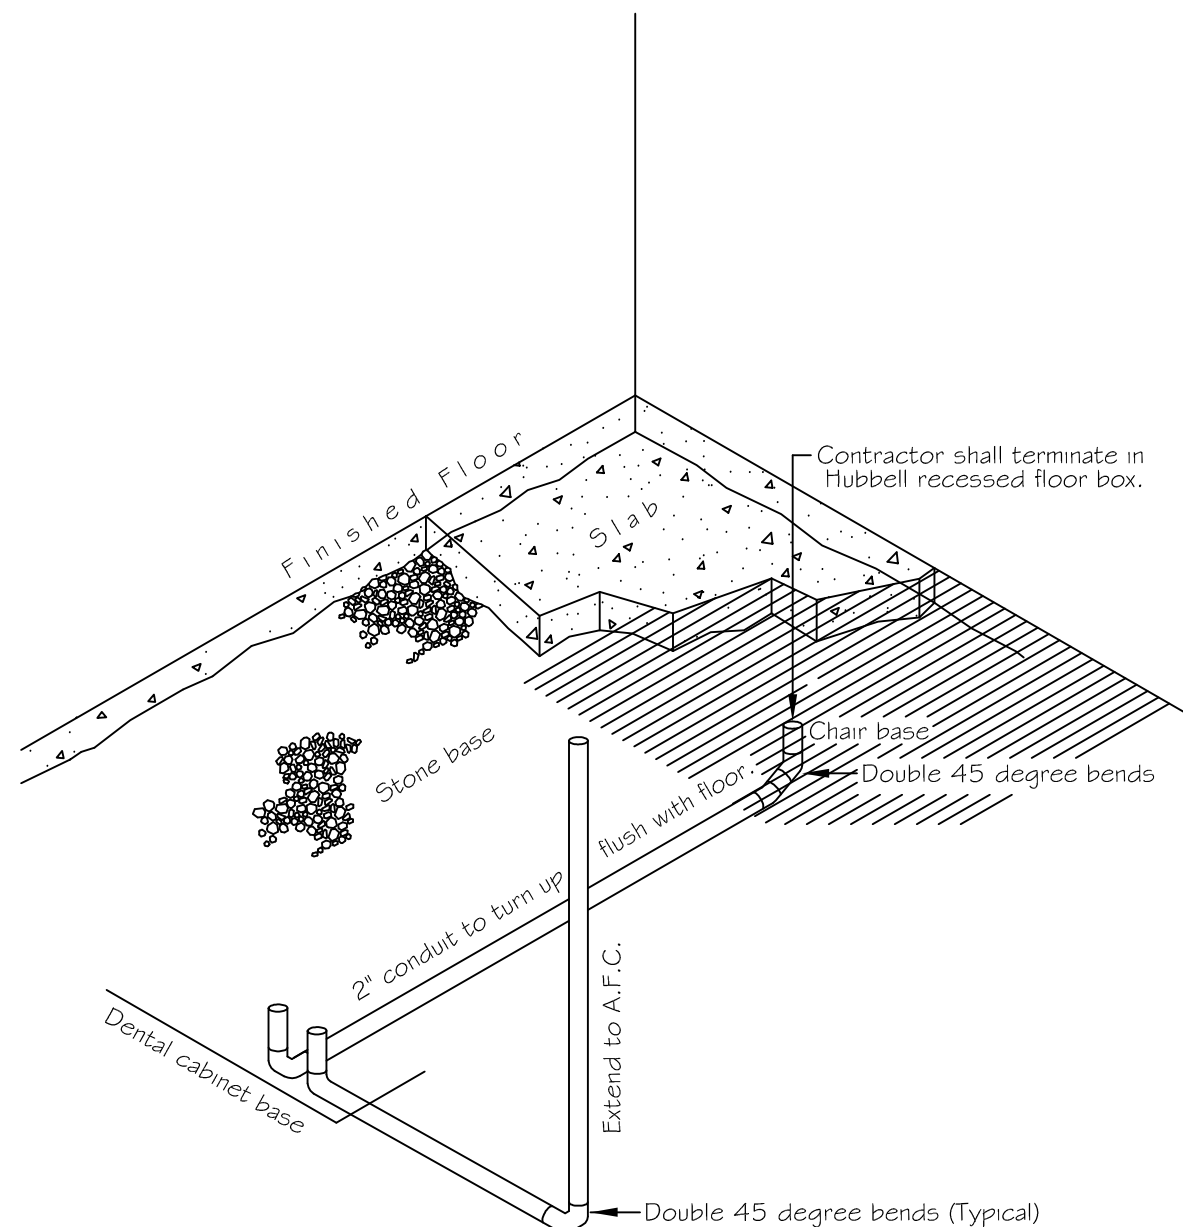 Finished Floor
Contractor shall terminate in
Hubbell recessed floor box.
Slab
Chair base
Stone base
Double 45 degree bends
2" conduit to turn up flush with floor.
Extend to A.F.C.
Dental cabinet base
Double 45 degree bends (Typical)